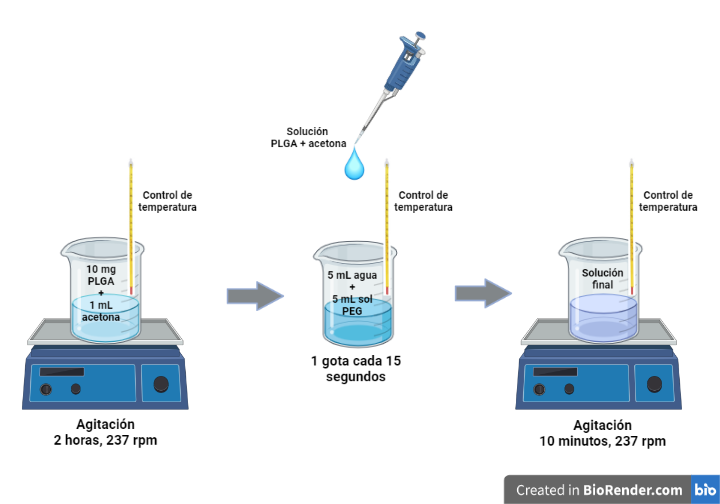 Solución
PLGA + acetona
Control de
temperatura
10 mg
PLGA
+
1 mL
acetona
Agitación
2 horas, 237 rpm
Control de
temperatura
5 mL agua
+
5 mL sol
PEG
1 gota cada 15
segundos
Control de
temperatura
Solución
final
Agitación
10 minutos, 237 rpm
Created in BioRender.com bio